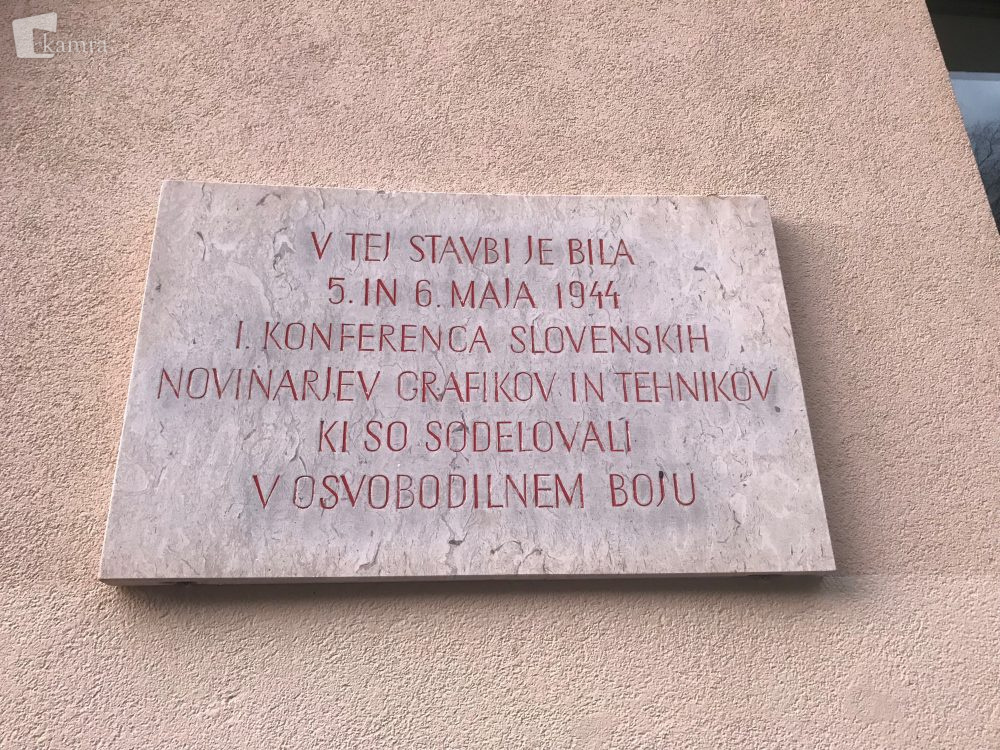 kamra
V TEJ STAVBI JE BILA
5. IN 6. MAJA 1944
I. KONFERENCA SLOVENSKIH
NOVINARJEV GRAFIKOV IN TEHNIKOV
KI SO SODELOVALI
V OSVOBODILNEM BOJU